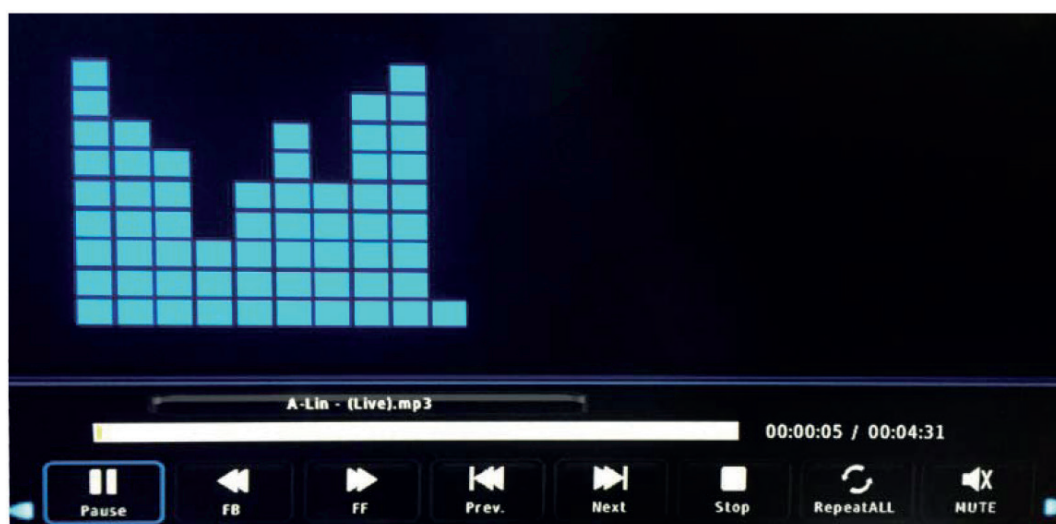 A-Lin - (Live).mp3
00:00:05 / 00:04:31
Pause
FB
FF
Prev.
Next
Stop
RepeatALL
MUTE